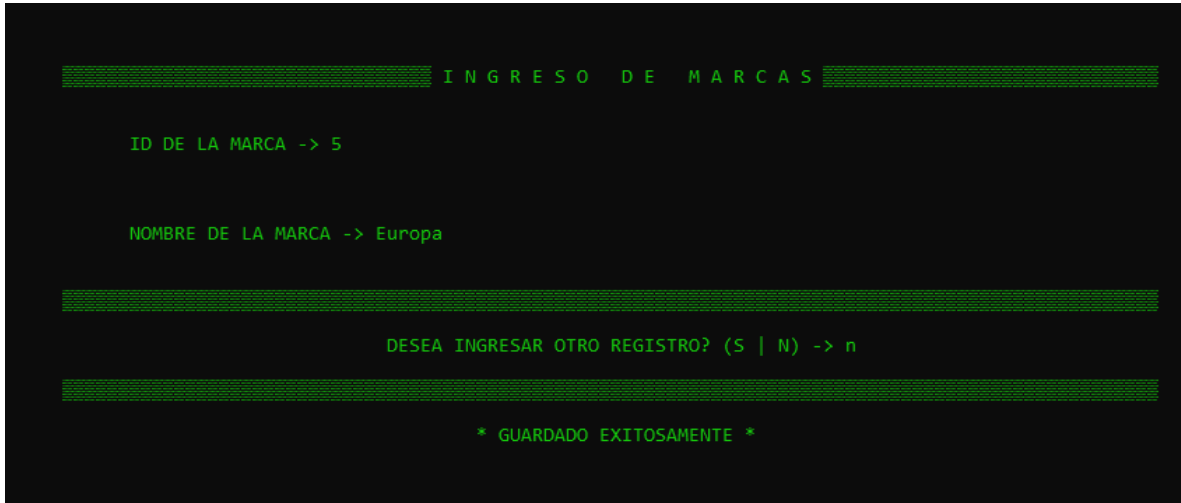 I N G R E S O   D E   M A R C A S
ID DE LA MARCA -> 5
NOMBRE DE LA MARCA -> Europa
DESEA INGRESAR OTRO REGISTRO? (S | N) -> n
* GUARDADO EXITOSAMENTE *